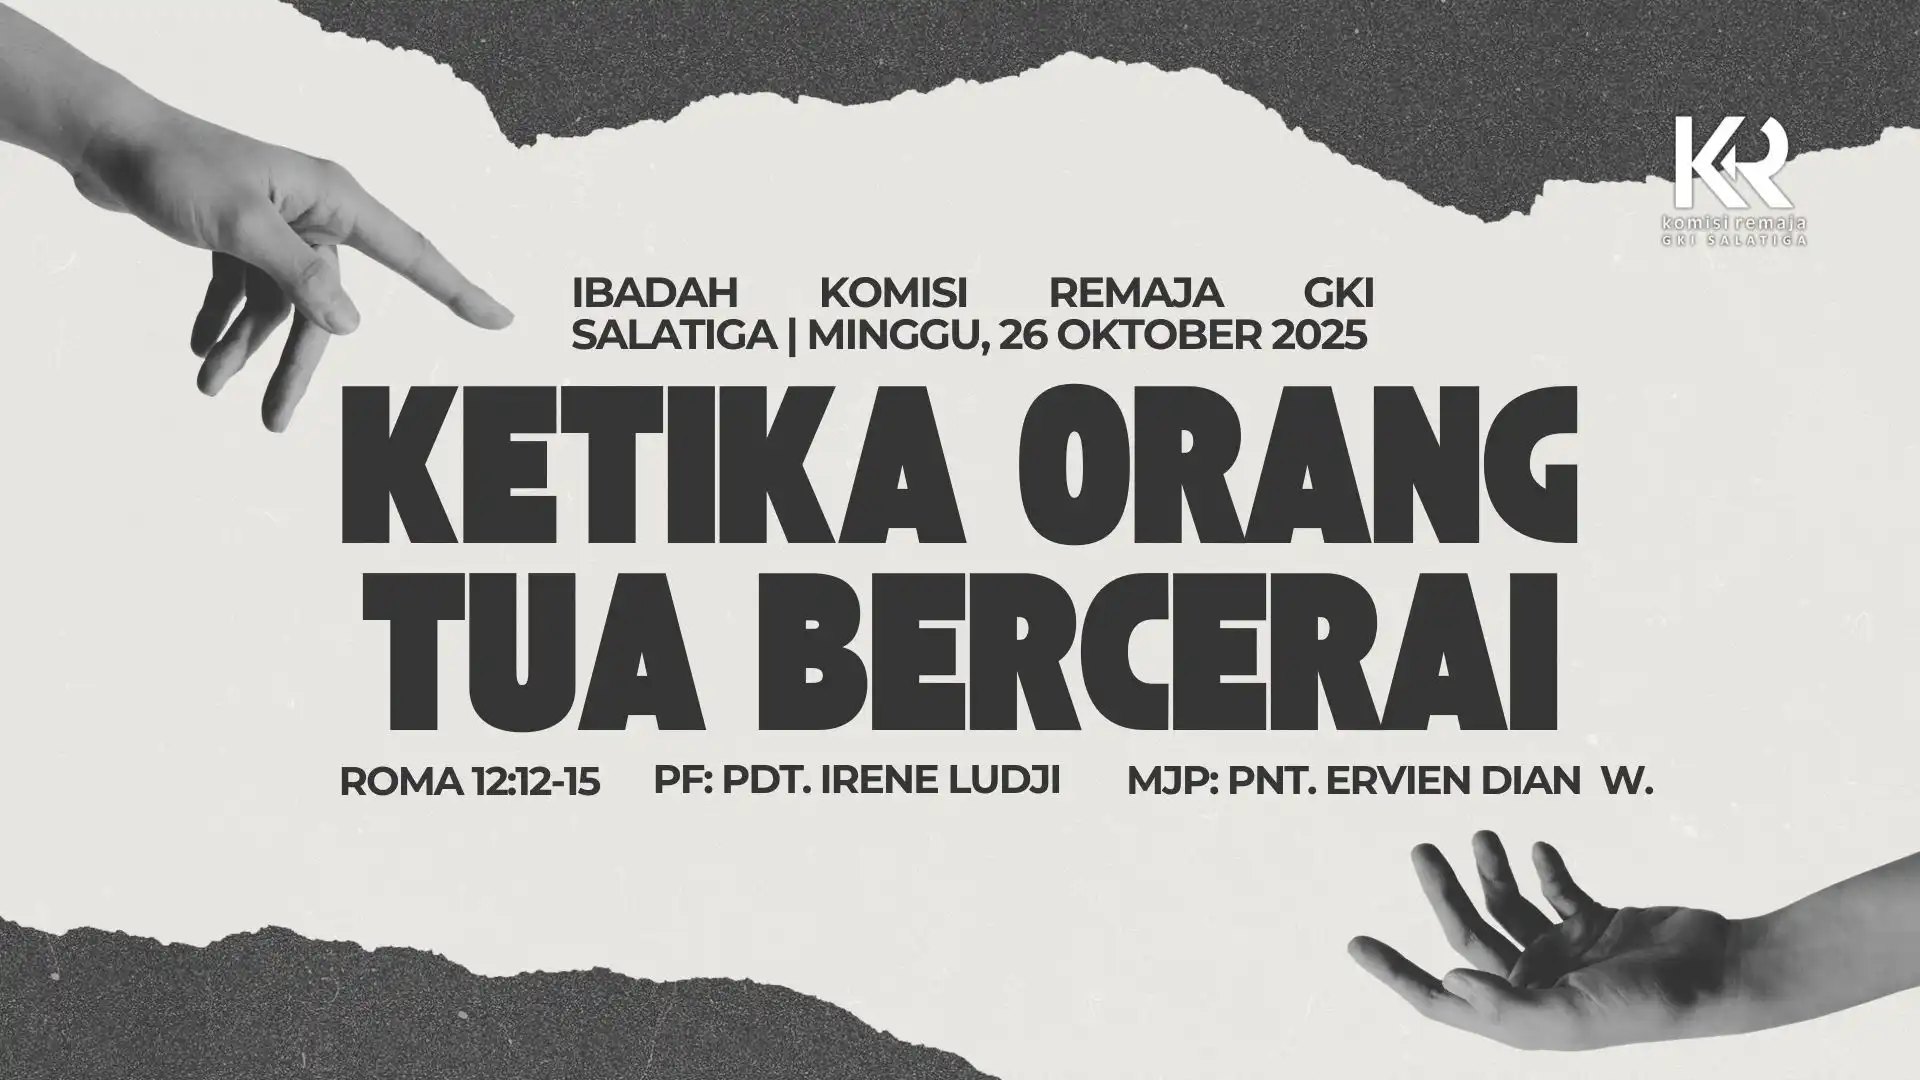 KR
komisi remaja
GKI SALATIGA
IBADAH KOMISI REMAJA GKI
SALATIGA | MINGGU, 26 OKTOBER 2025
KETIKA ORANG
TUA BERCERAI
ROMA 12:12-15 PF: PDT. IRENE LUDJI MJP: PNT. ERVIEN DIAN W.